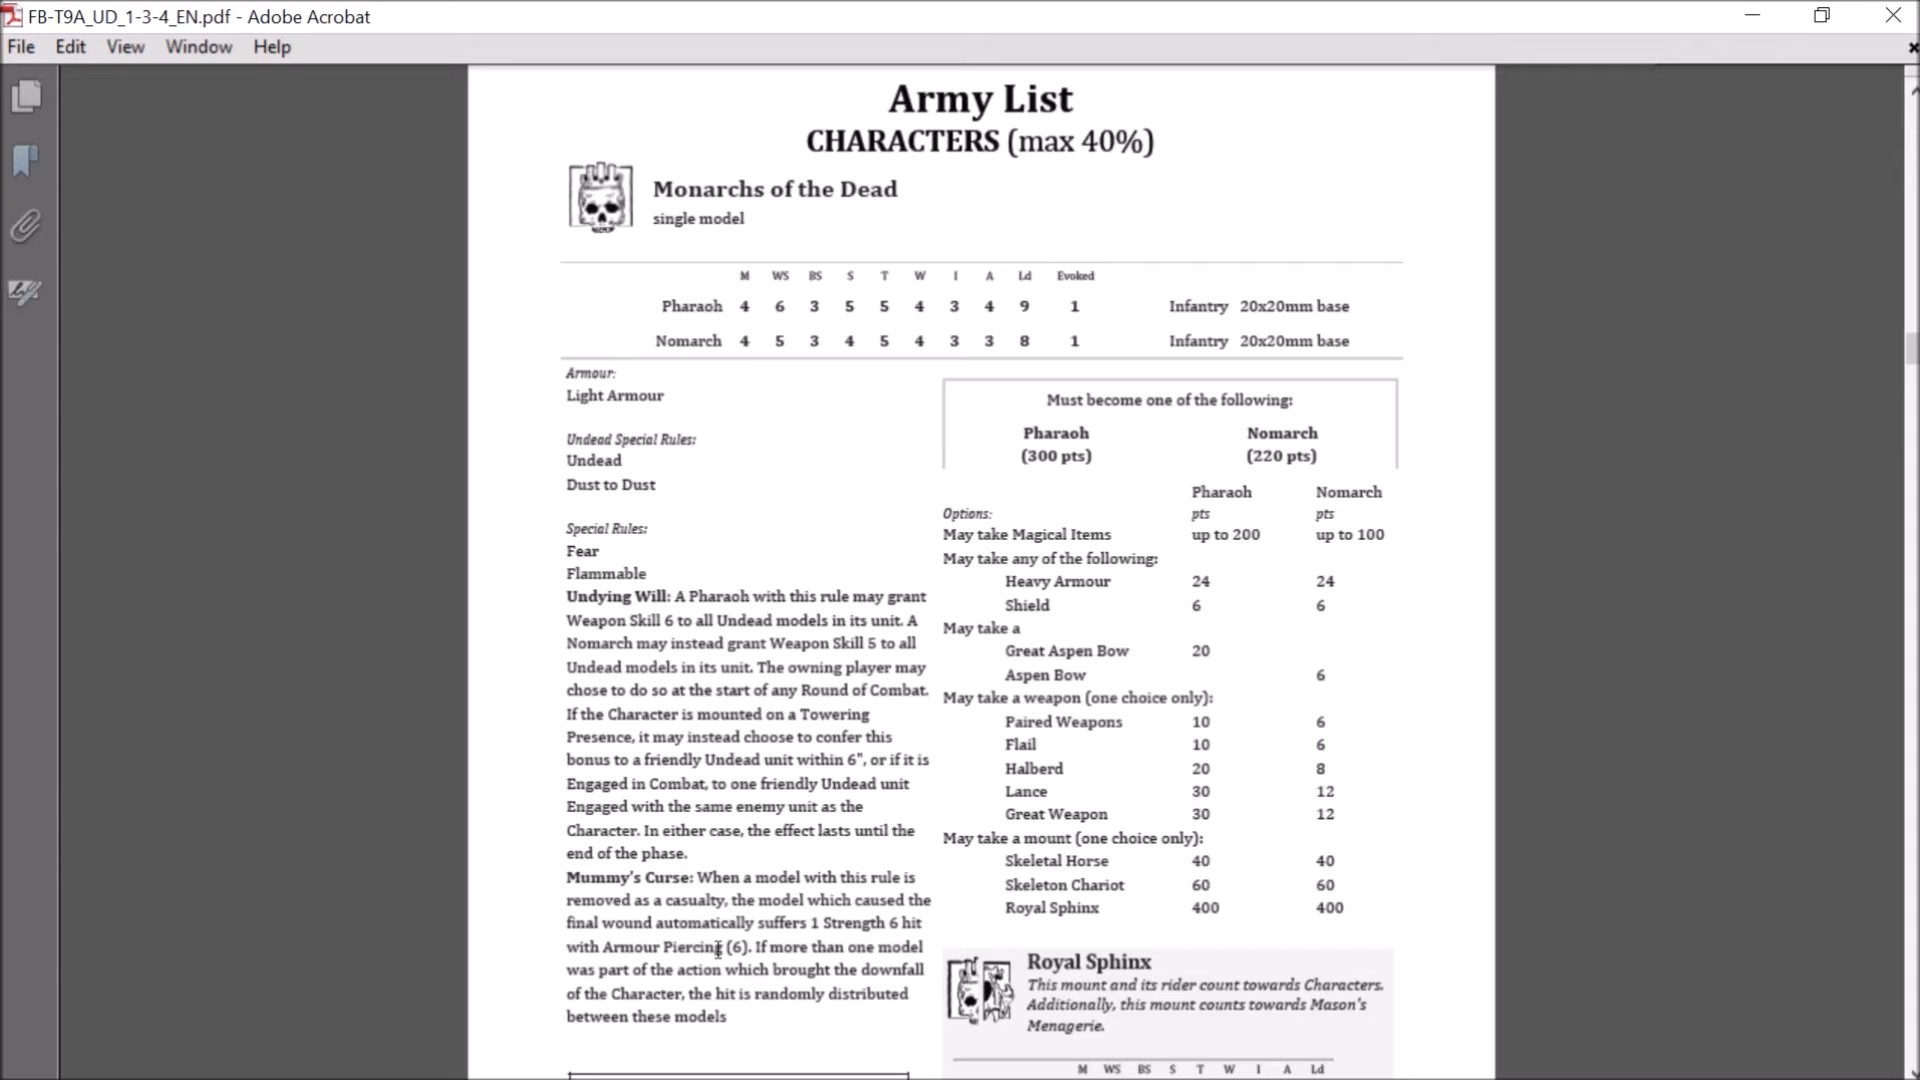 FB-T9A_UD_1-3-4_EN.pdf - Adobe Acrobat
File Edit View Window Help
Army List
CHARACTERS (max 40%)
Monarchs of the Dead
single model
M WS BS S T W I A Ld Evoked
Pharaoh 4 6 3 5 5 4 3 4 9 1 Infantry 20x20mm base
Nomarch 4 5 3 4 5 4 3 3 8 1 Infantry 20x20mm base
Armour:
Light Armour
Undead Special Rules:
Undead
Dust to Dust
Special Rules:
Fear
Flammable
Undying Will: A Pharaoh with this rule may grant
Weapon Skill 6 to all Undead models in its unit. A
Nomarch may instead grant Weapon Skill 5 to all
Undead models in its unit. The owning player may
chose to do so at the start of any Round of Combat.
If the Character is mounted on a Towering
Presence, it may instead choose to confer this
bonus to a friendly Undead unit within 6", or if it is
Engaged in Combat, to one friendly Undead unit
Engaged with the same enemy unit as the
Character. In either case, the effect lasts until the
end of the phase.
Mummy's Curse: When a model with this rule is
removed as a casualty, the model which caused the
final wound automatically suffers 1 Strength 6 hit
with Armour Piercing (6). If more than one model
was part of the action which brought the downfall
of the Character, the hit is randomly distributed
between these models
Must become one of the following:
Pharaoh Nomarch
(300 pts) (220 pts)
Pharaoh Nomarch
Options: pts pts
May take Magical Items up to 200 up to 100
May take any of the following:
Heavy Armour 24 24
Shield 6 6
May take a
Great Aspen Bow 20
Aspen Bow 6
May take a weapon (one choice only):
Paired Weapons 10 6
Flail 10 6
Halberd 20 8
Lance 30 12
Great Weapon 30 12
May take a mount (one choice only):
Skeletal Horse 40 40
Skeleton Chariot 60 60
Royal Sphinx 400 400
Royal Sphinx
This mount and its rider count towards Characters.
Additionally, this mount counts towards Mason's
Menagerie.
M WS BS S T W I A Ld